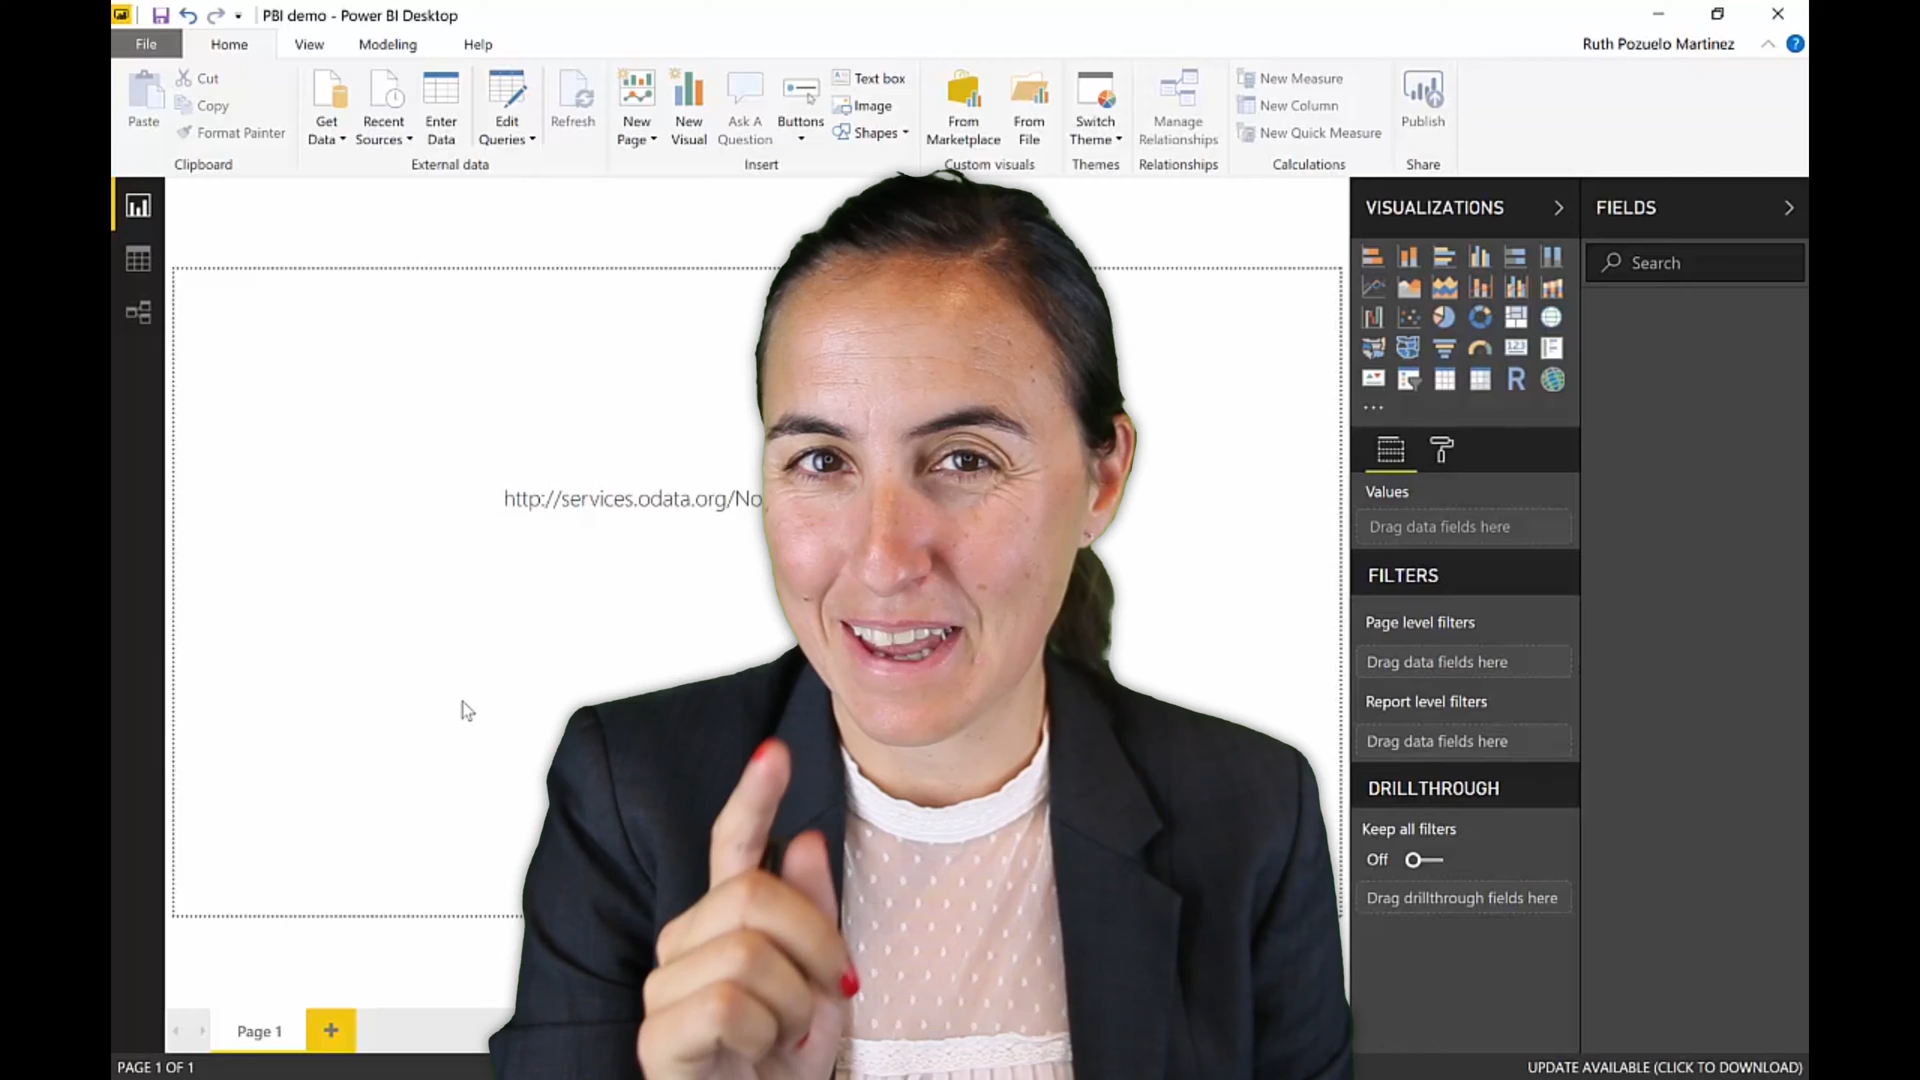 PBI demo - Power BI Desktop
File Home View Modeling Help Ruth Pozuelo Martinez
Paste
Cut
Copy
Format Painter
Clipboard
Get Data
Recent Sources
Enter Data
Edit Queries
Refresh
External data
New Page
New Visual
Ask A Question
Buttons
Text box
Image
Shapes
Insert
From Marketplace
From File
Custom visuals
Switch Theme
Themes
Manage Relationships
Relationships
New Measure
New Column
New Quick Measure
Calculations
Publish
Share
http://services.odata.org/No
VISUALIZATIONS
123
R
Values
Drag data fields here
FILTERS
Page level filters
Drag data fields here
Report level filters
Drag data fields here
DRILLTHROUGH
Keep all filters
Off
Drag drillthrough fields here
FIELDS
Search
Page 1
PAGE 1 OF 1
UPDATE AVAILABLE (CLICK TO DOWNLOAD)